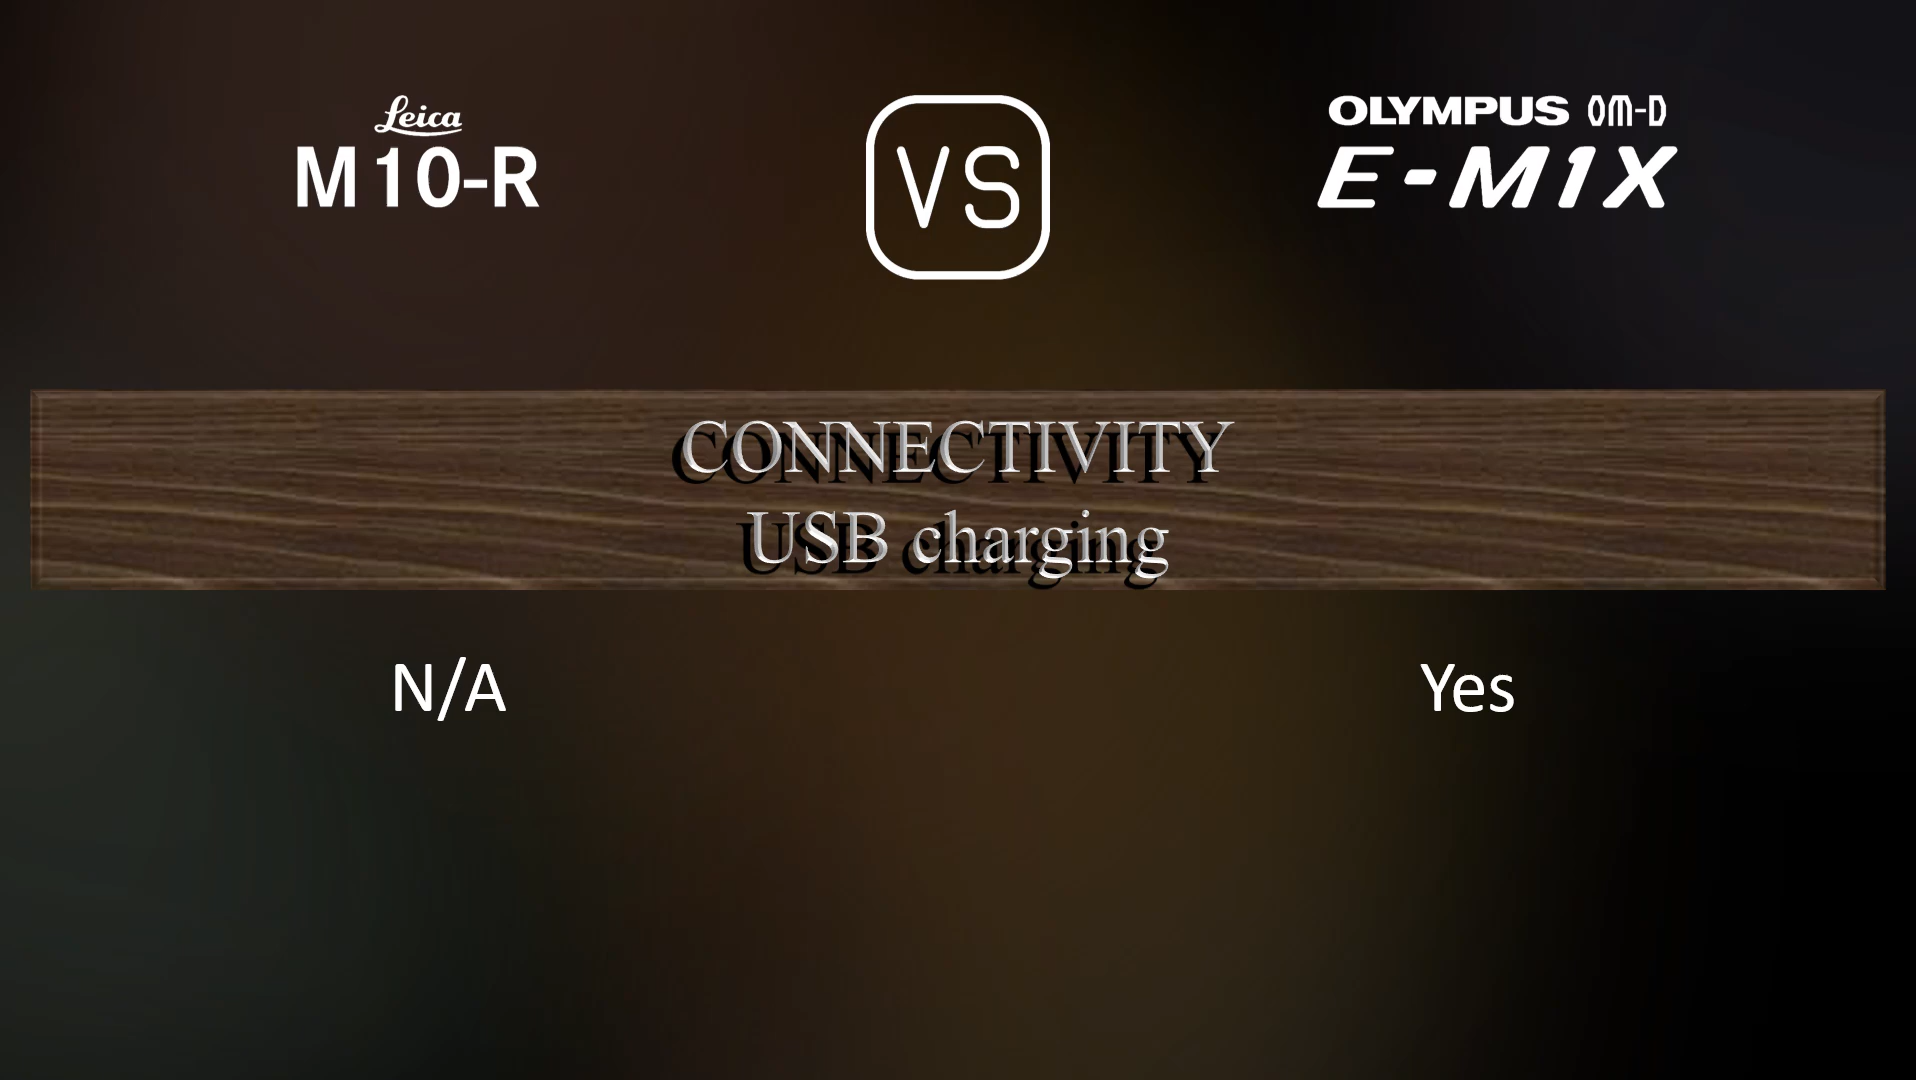 Leica
M10-R
VS
OLYMPUS OM-D
E-M1X
CONNECTIVITY
USB charging
N/A
Yes